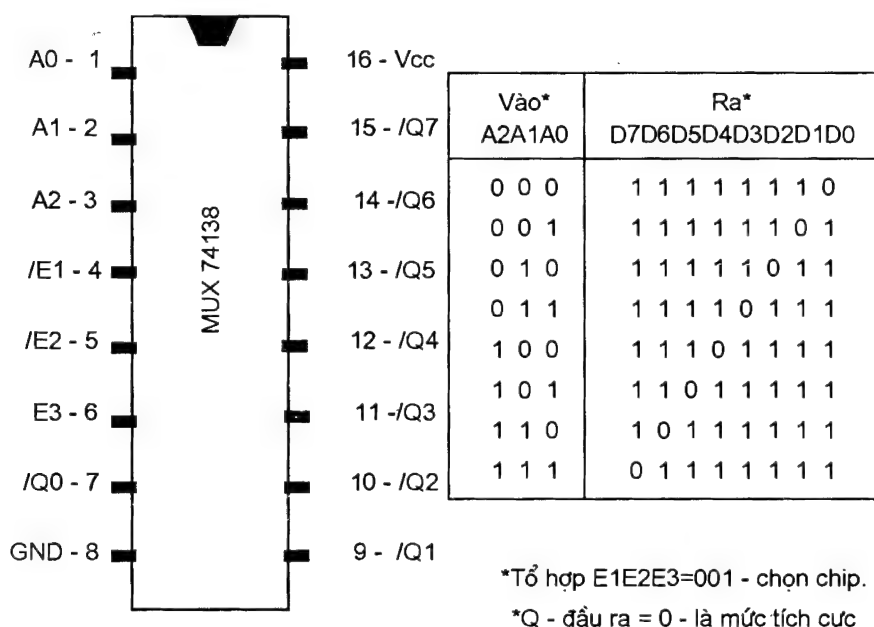 A0 - 1
A1 - 2
A2 - 3
/E1 - 4
/E2 - 5
E3 - 6
/Q0 - 7
GND - 8
MUX 74138
16 - Vcc
15 - /Q7
14 -/Q6
13 - /Q5
12 - /Q4
11 -/Q3
10 - /Q2
9 - /Q1
Vào* Ra*
A2A1A0 D7D6D5D4D3D2D1D0
0 0 0 1 1 1 1 1 1 1 0
0 0 1 1 1 1 1 1 1 0 1
0 1 0 1 1 1 1 1 0 1 1
0 1 1 1 1 1 1 0 1 1 1
1 0 0 1 1 1 0 1 1 1 1
1 0 1 1 1 0 1 1 1 1 1
1 1 0 1 0 1 1 1 1 1 1
1 1 1 0 1 1 1 1 1 1 1
*Tổ hợp E1E2E3=001 - chọn chip.
*Q - đầu ra = 0 - là mức tích cực